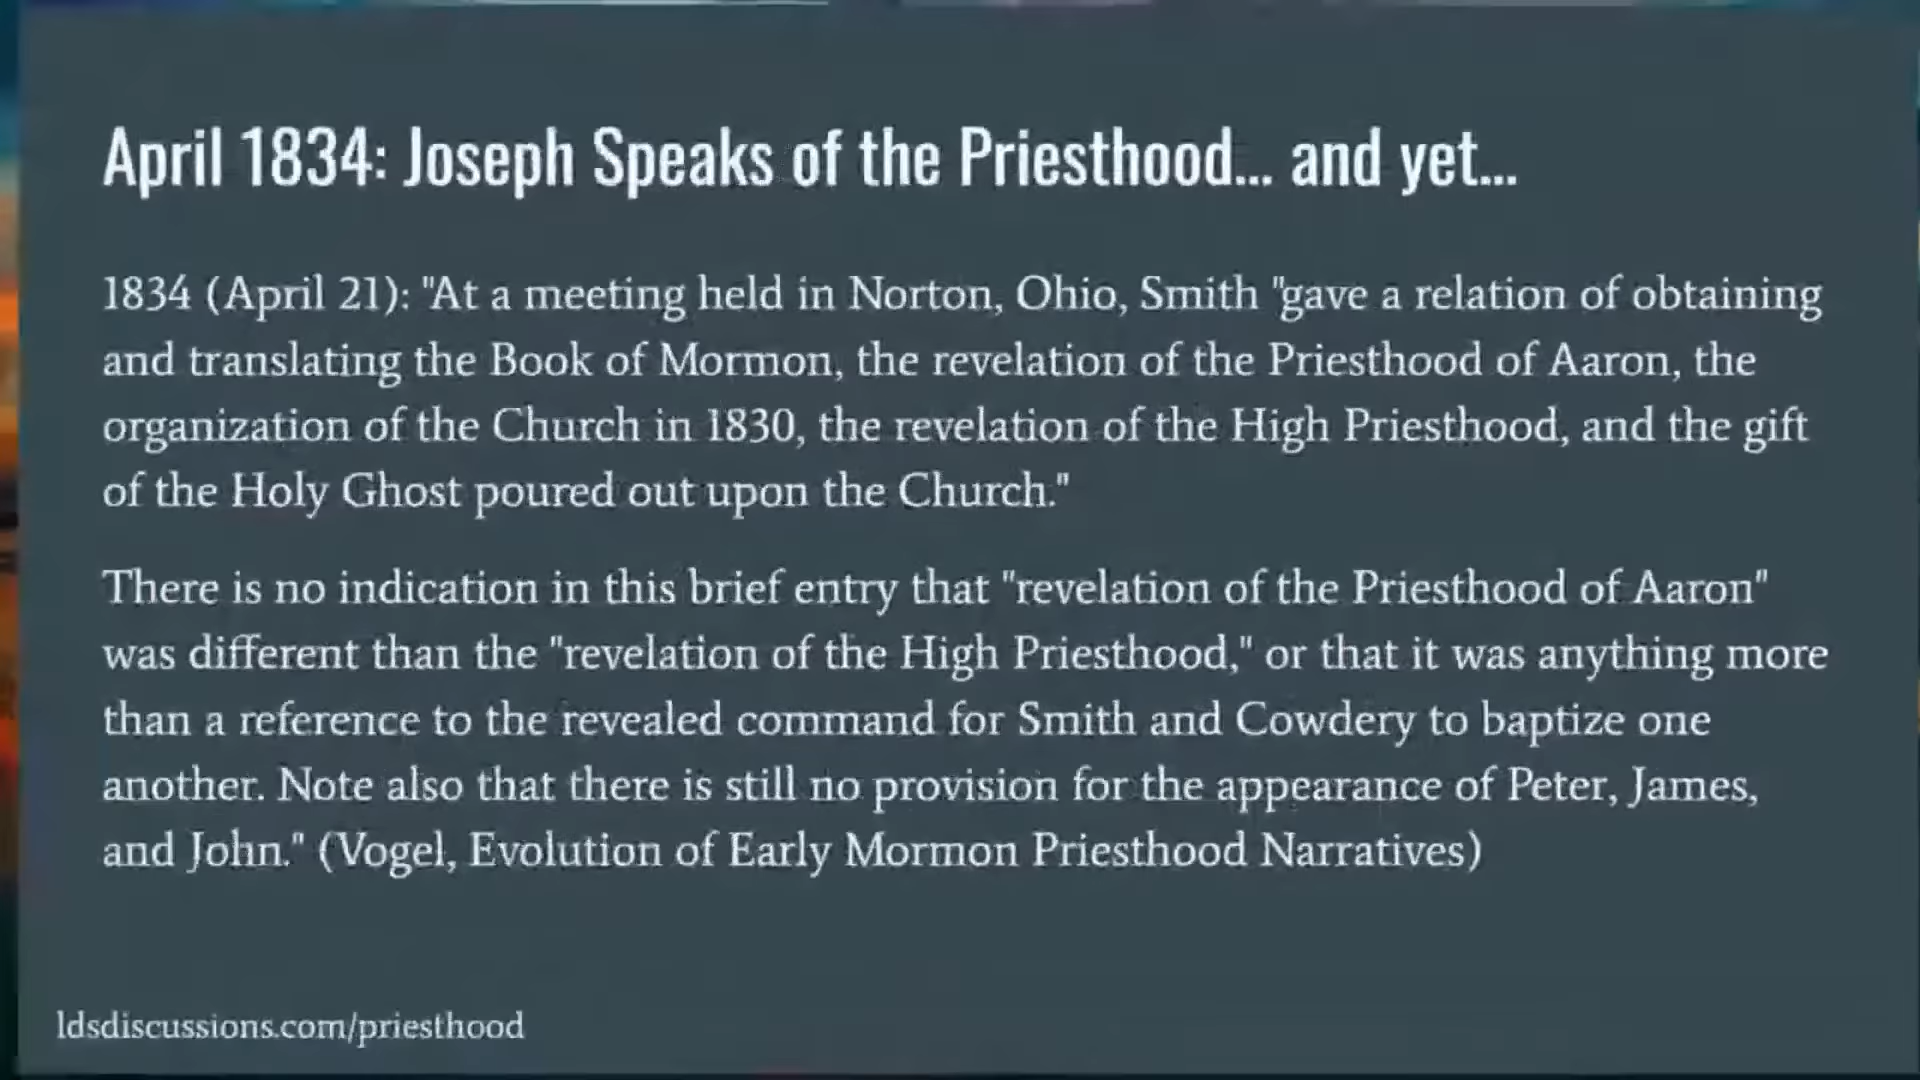 April 1834: Joseph Speaks of the Priesthood... and yet...
1834 (April 21): "At a meeting held in Norton, Ohio, Smith "gave a relation of obtaining
and translating the Book of Mormon, the revelation of the Priesthood of Aaron, the
organization of the Church in 1830, the revelation of the High Priesthood, and the gift
of the Holy Ghost poured out upon the Church."
There is no indication in this brief entry that "revelation of the Priesthood of Aaron"
was different than the "revelation of the High Priesthood," or that it was anything more
than a reference to the revealed command for Smith and Cowdery to baptize one
another. Note also that there is still no provision for the appearance of Peter, James,
and John." (Vogel, Evolution of Early Mormon Priesthood Narratives)
ldsdiscussions.com/priesthood